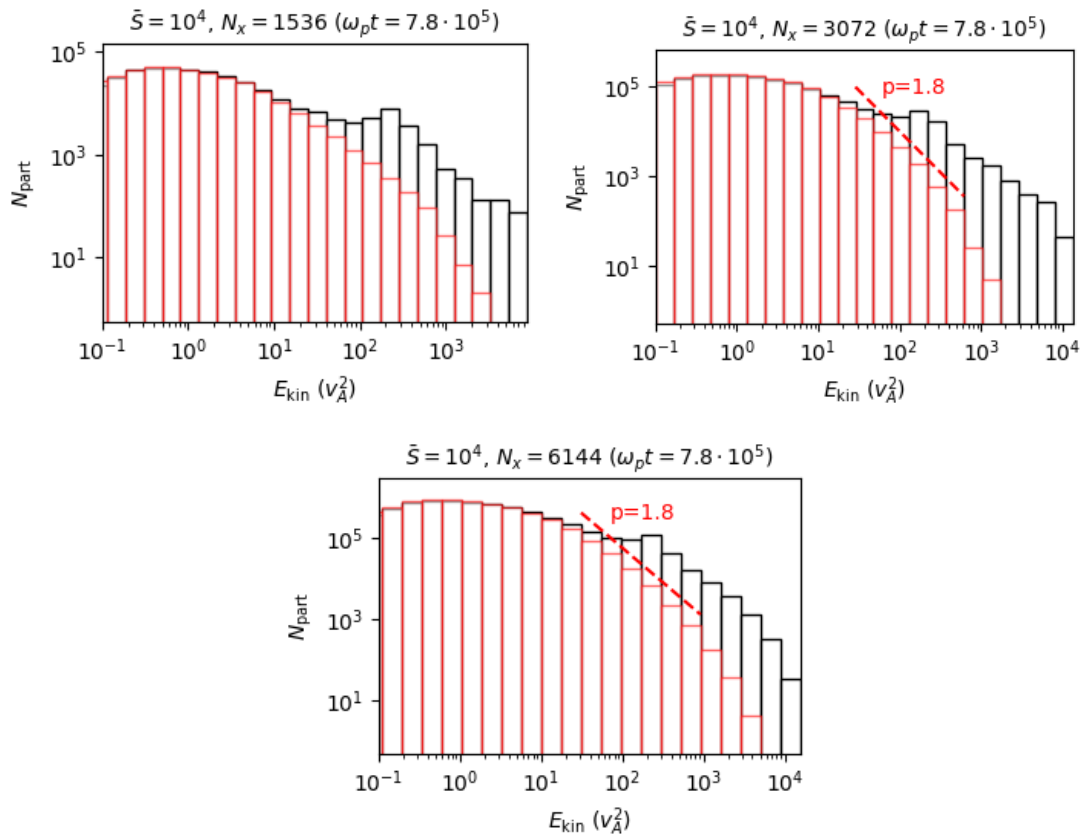 S̄ = 10⁴, Nₓ = 1536 (ωₚt = 7.8 · 10⁵)
10⁵
10³
10¹
N_part
10⁻¹ 10⁰ 10¹ 10² 10³
E_kin (v_A²)
S̄ = 10⁴, Nₓ = 3072 (ωₚt = 7.8 · 10⁵)
p=1.8
10⁵
10³
10¹
N_part
10⁻¹ 10⁰ 10¹ 10² 10³ 10⁴
E_kin (v_A²)
S̄ = 10⁴, Nₓ = 6144 (ωₚt = 7.8 · 10⁵)
p=1.8
10⁵
10³
10¹
N_part
10⁻¹ 10⁰ 10¹ 10² 10³ 10⁴
E_kin (v_A²)